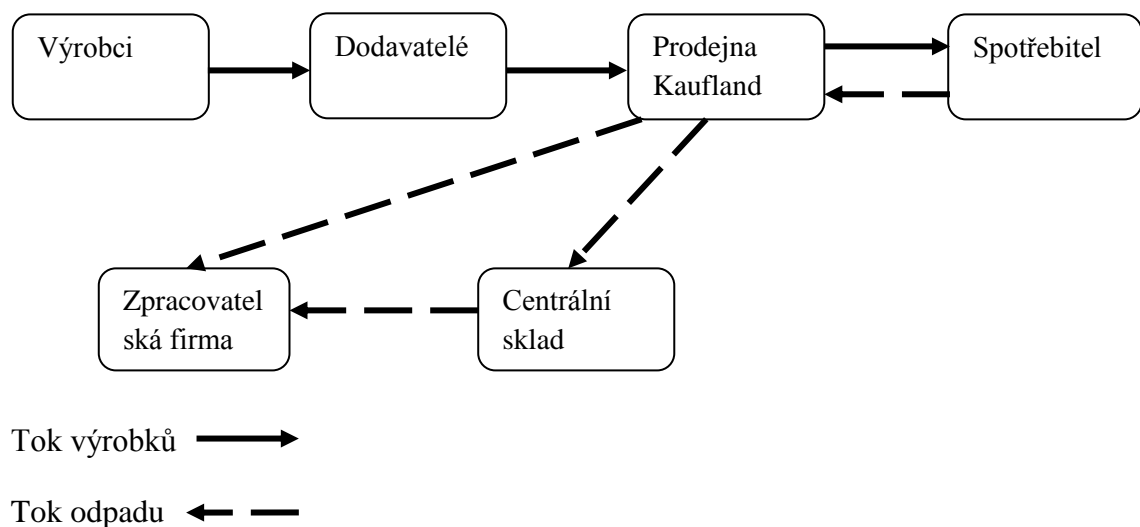 Výrobci
Dodavatelé
Prodejna
Kaufland
Spotřebitel
Zpracovatel
ská firma
Centrální
sklad
Tok výrobků
Tok odpadu